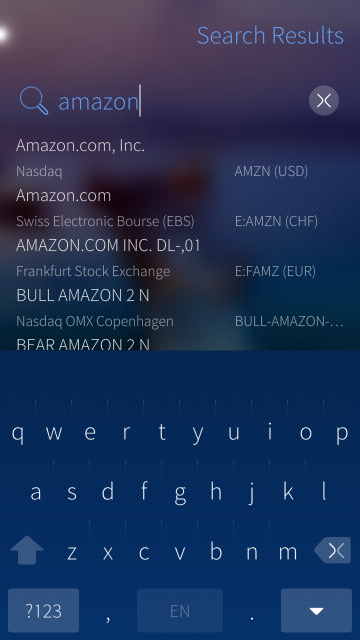 Search Results
amazon
Amazon.com, Inc.
Nasdaq AMZN (USD)
Amazon.com
Swiss Electronic Bourse (EBS) E:AMZN (CHF)
AMAZON.COM INC. DL-,01
Frankfurt Stock Exchange E:FAMZ (EUR)
BULL AMAZON 2 N
Nasdaq OMX Copenhagen BULL-AMAZON-...
BEAR AMAZON 2 N
q w e r t y u i o p
a s d f g h j k l
z x c v b n m
?123 , EN .